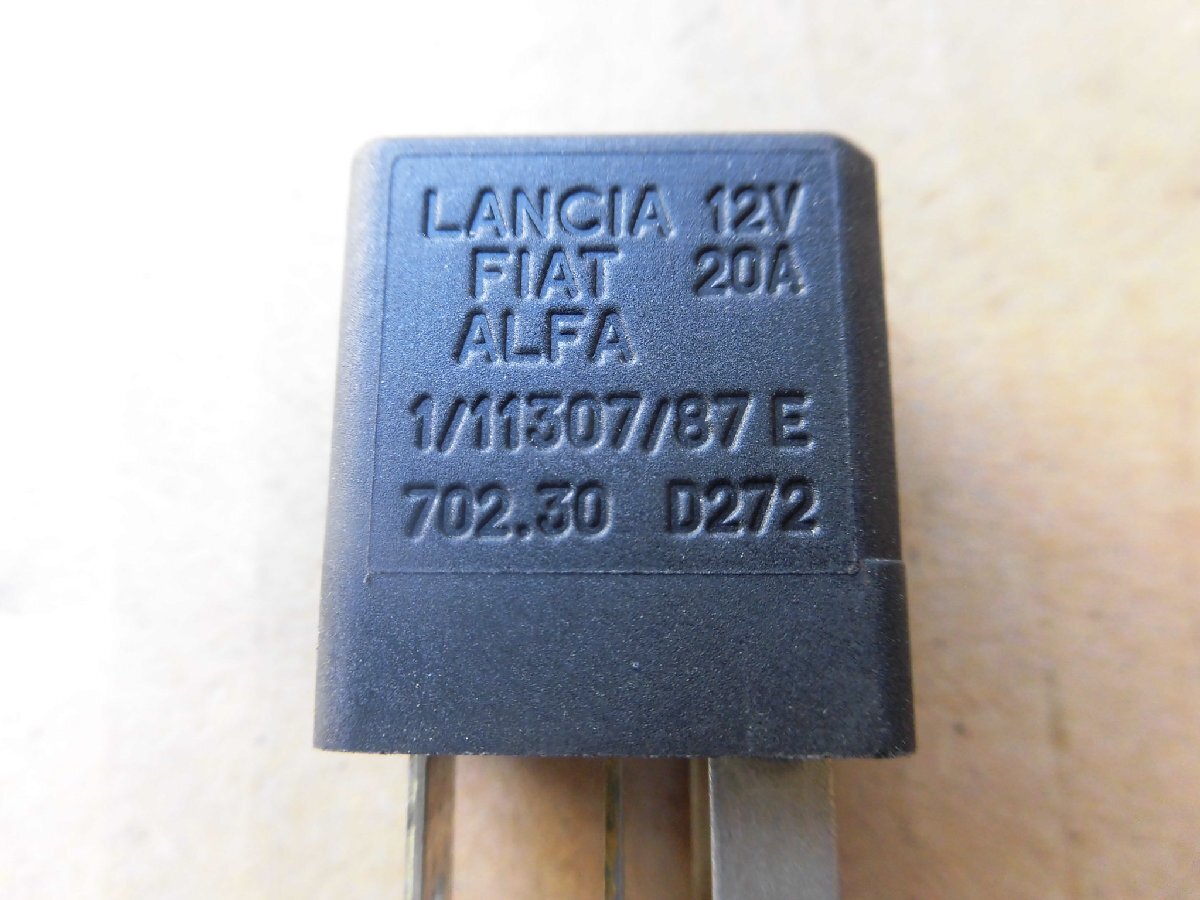 LANCIA 12V
FIAT 20A
ALFA
1/11307/87 E
702.30 D272